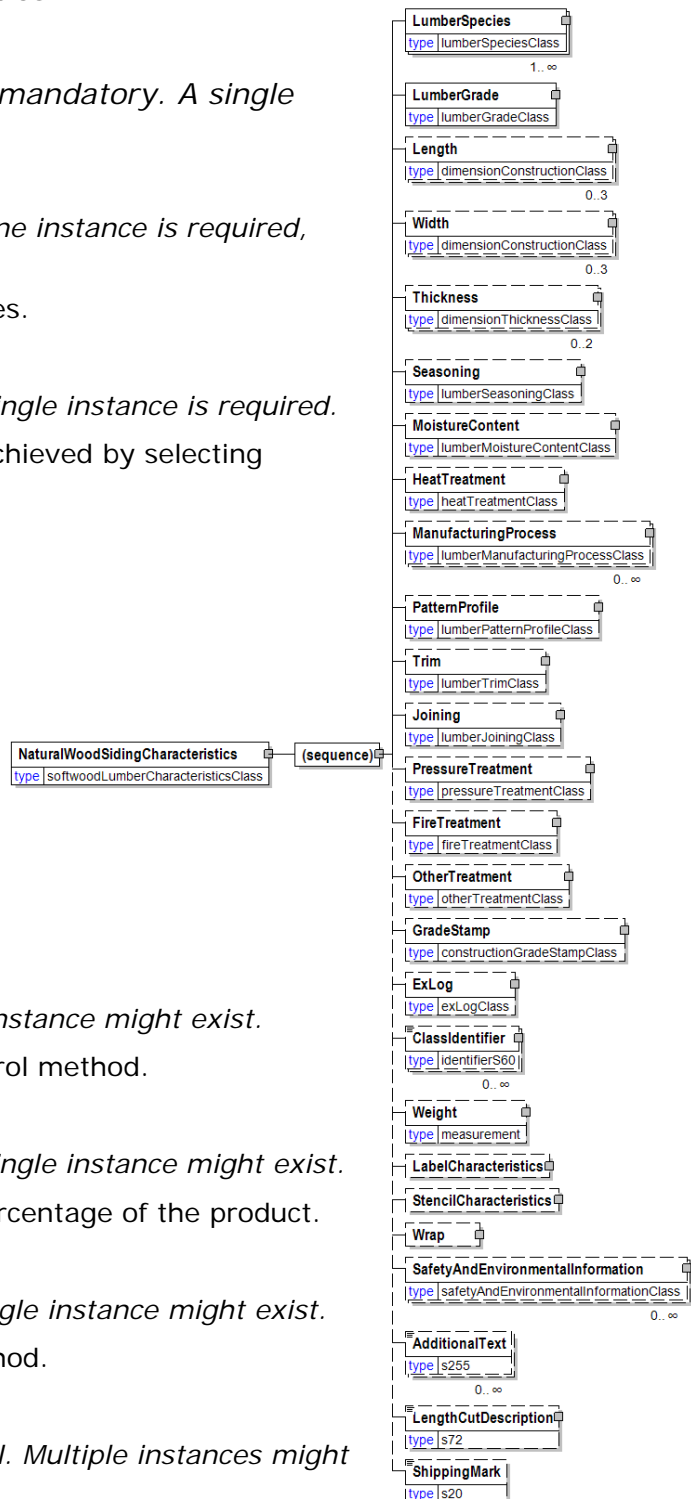 mandatory. A single
ne instance is required,
es.
ingle instance is required.
chieved by selecting
nstance might exist.
rol method.
ingle instance might exist.
rcentage of the product.
gle instance might exist.
hod.
l. Multiple instances might
NaturalWoodSidingCharacteristics
type softwoodLumberCharacteristicsClass
(sequence)
LumberSpecies
type lumberSpeciesClass
1..∞
LumberGrade
type lumberGradeClass
Length
type dimensionConstructionClass
0..3
Width
type dimensionConstructionClass
0..3
Thickness
type dimensionThicknessClass
0..2
Seasoning
type lumberSeasoningClass
MoistureContent
type lumberMoistureContentClass
HeatTreatment
type heatTreatmentClass
ManufacturingProcess
type lumberManufacturingProcessClass
0..∞
PatternProfile
type lumberPatternProfileClass
Trim
type lumberTrimClass
Joining
type lumberJoiningClass
PressureTreatment
type pressureTreatmentClass
FireTreatment
type fireTreatmentClass
OtherTreatment
type otherTreatmentClass
GradeStamp
type constructionGradeStampClass
ExLog
type exLogClass
ClassIdentifier
type identifierS60
0..∞
Weight
type measurement
LabelCharacteristics
StencilCharacteristics
Wrap
SafetyAndEnvironmentalInformation
type safetyAndEnvironmentalInformationClass
0..∞
AdditionalText
type s255
0..∞
LengthCutDescription
type s72
ShippingMark
type s20